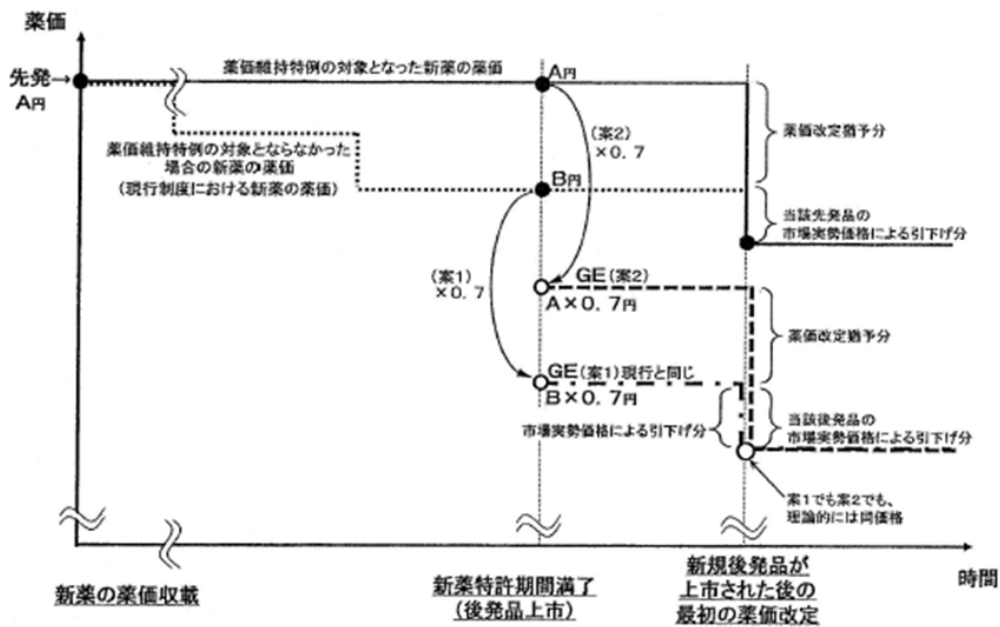 薬価
先発→
A円
薬価維持特例の対象となった新薬の薬価
A円
薬価維持特例の対象とならなかった
場合の新薬の薬価
(現行制度における新薬の薬価)
(案2)
×0.7
薬価改定猶予分
B円
当該先発品の
市場実勢価格による引下げ分
(案1)
×0.7
GE(案2)
A×0.7円
薬価改定猶予分
GE(案1)現行と同じ
B×0.7円
市場実勢価格による引下げ分
当該後発品の
市場実勢価格による引下げ分
案1でも案2でも、
理論的には同価格
時間
新薬の薬価収載
新薬特許期間満了
(後発品上市)
新規後発品が
上市された後の
最初の薬価改定